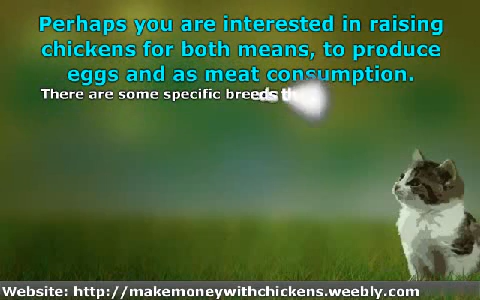 Perhaps you are interested in raising
chickens for both means, to produce
eggs and as meat consumption.
There are some specific breeds
Website: http://makemoneywithchickens.weebly.com